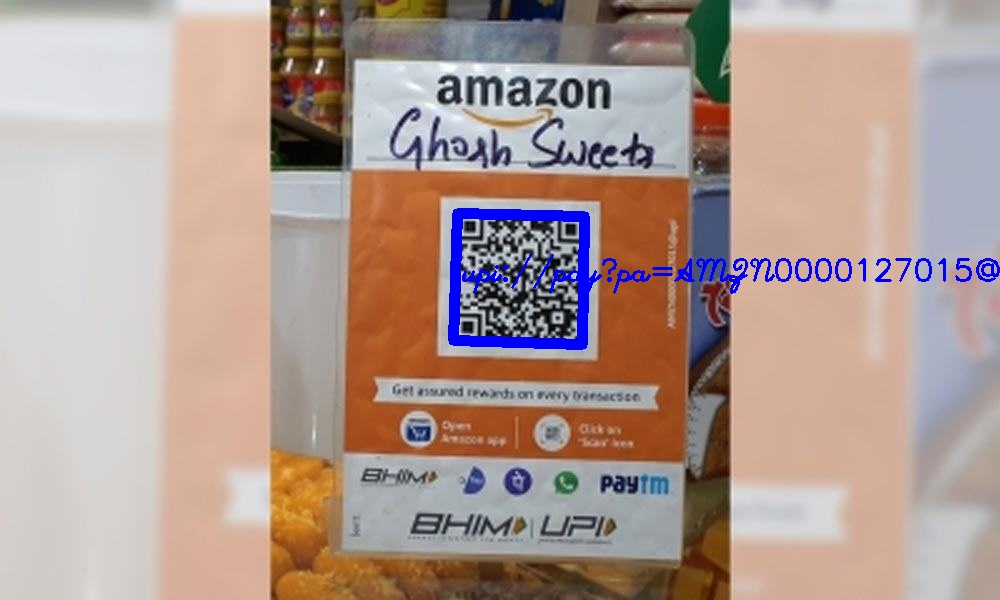 amazon
Ghosh Sweets
upi://pay?pa=AMZN0000127015@
Get assured rewards on every transaction
Open
Amazon app
Click on
'Scan' icon
BHIM
Paytm
BHIM UPI